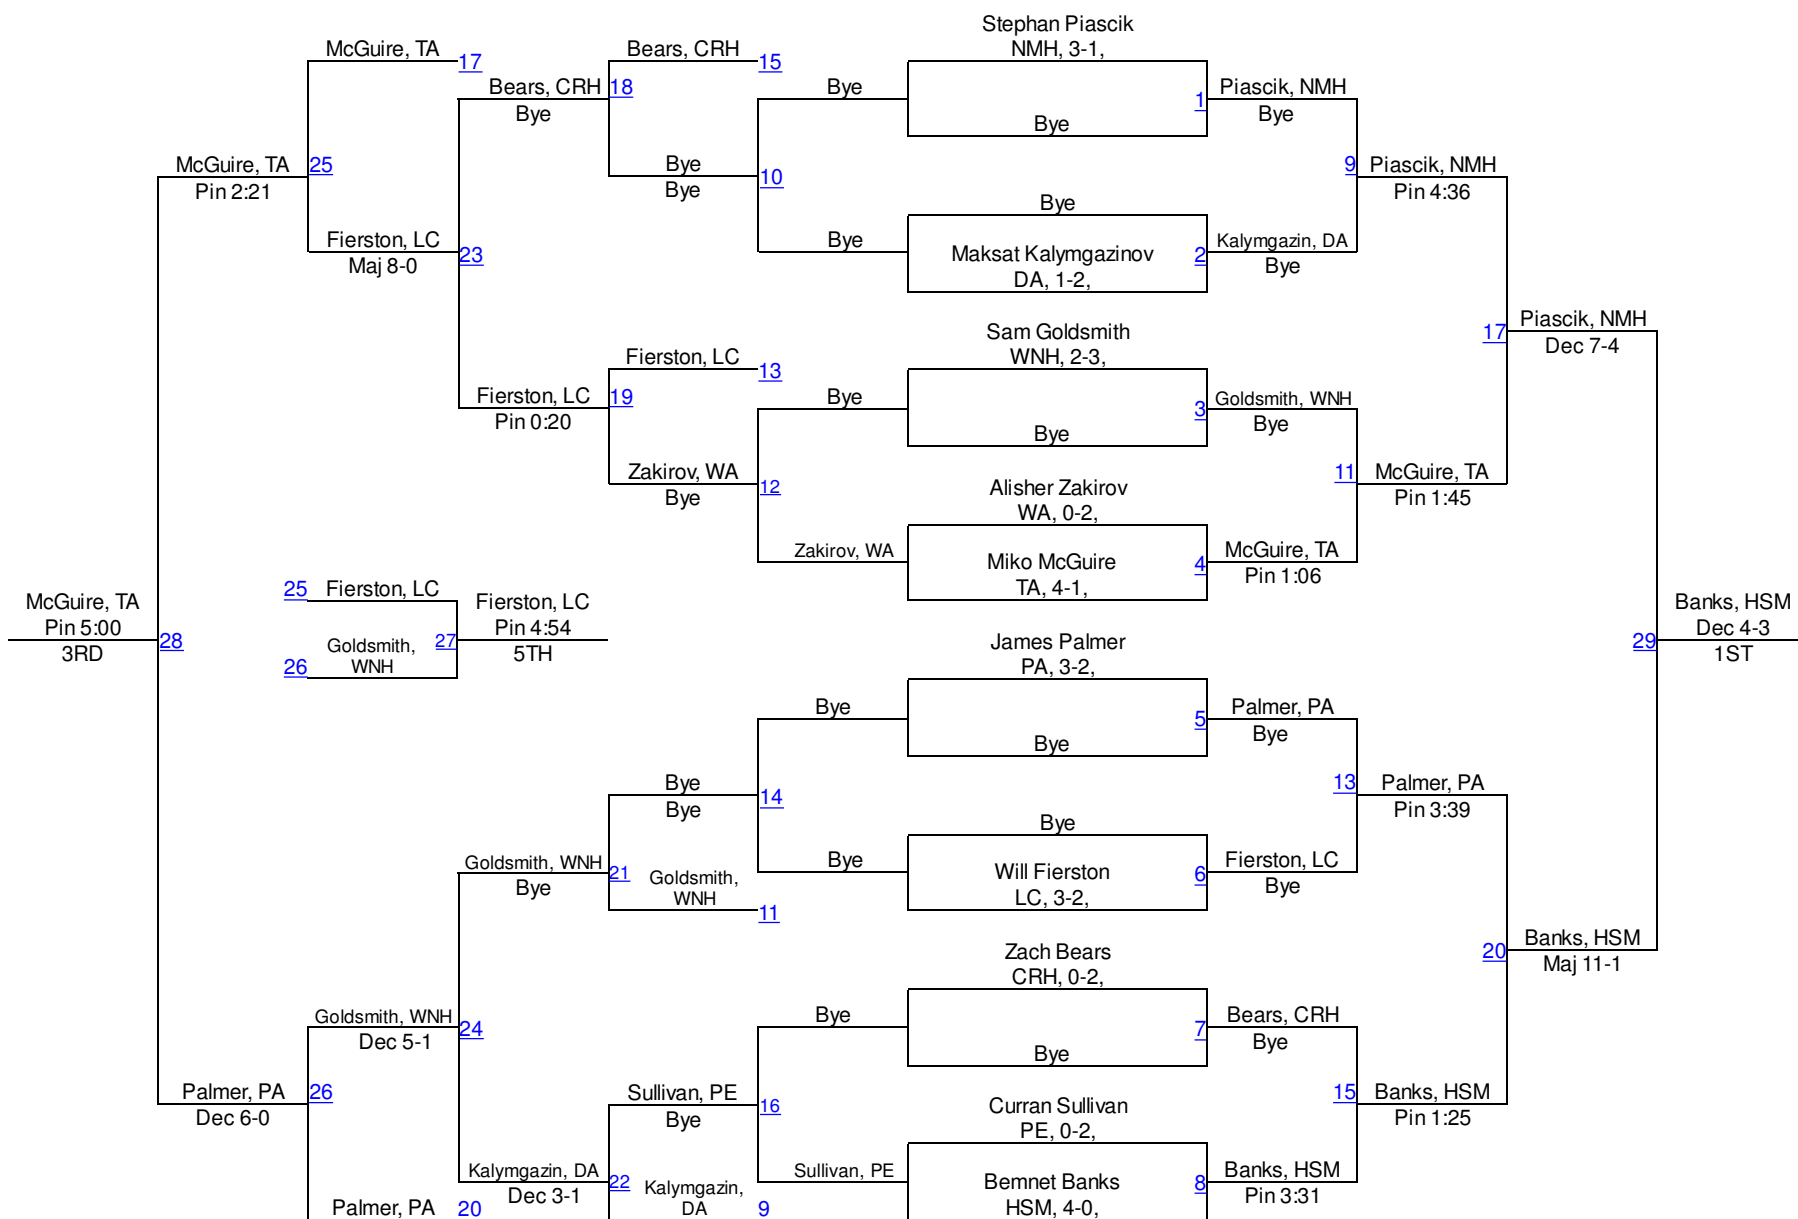 Stephan Piascik
McGuire, TA
Bears, CRH
NMH, 3-1,
17
15
Bears, CRH
18
Bye
Piascik, NMH
Bye
1
Bye
Bye
McGuire, TA
25
Bye
10
9
Piascik, NMH
Pin 2:21
Bye
Pin 4:36
Bye
Fierston, LC
Bye
Kalymgazin, DA
Maj 8-0
23
Maksat Kalymgazinov
2
Bye
DA, 1-2,
Sam Goldsmith
17
Piascik, NMH
Fierston, LC
WNH, 2-3,
Dec 7-4
13
Fierston, LC
19
Bye
3
Goldsmith, WNH
Pin 0:20
Bye
Bye
Zakirov, WA
12
Alisher Zakirov
11
McGuire, TA
Bye
WA, 0-2,
Pin 1:45
Zakirov, WA
Miko McGuire
4
McGuire, TA
TA, 4-1,
Pin 1:06
25
Fierston, LC
McGuire, TA
Fierston, LC
Banks, HSM
Pin 5:00
Pin 4:54
Dec 4-3
3RD
28
Goldsmith,
WNH
27
5TH
29
1ST
26
James Palmer
PA, 3-2,
Bye
5
Palmer, PA
Bye
Bye
Bye
14
13
Palmer, PA
Bye
Pin 3:39
Bye
Goldsmith, WNH
21
Bye
Will Fierston
6
Fierston, LC
Bye
Goldsmith,
WNH
LC, 3-2,
Bye
11
Zach Bears
20
Banks, HSM
CRH, 0-2,
Maj 11-1
Goldsmith, WNH
24
Bye
7
Bears, CRH
Dec 5-1
Bye
Bye
Palmer, PA
26
Sullivan, PE
16
Curran Sullivan
15
Banks, HSM
Dec 6-0
Bye
PE, 0-2,
Pin 1:25
Kalymgazin, DA
22
Sullivan, PE
Bemnet Banks
8
Banks, HSM
Dec 3-1
Kalymgazin,
DA
HSM, 4-0,
Pin 3:31
Palmer, PA
20
9